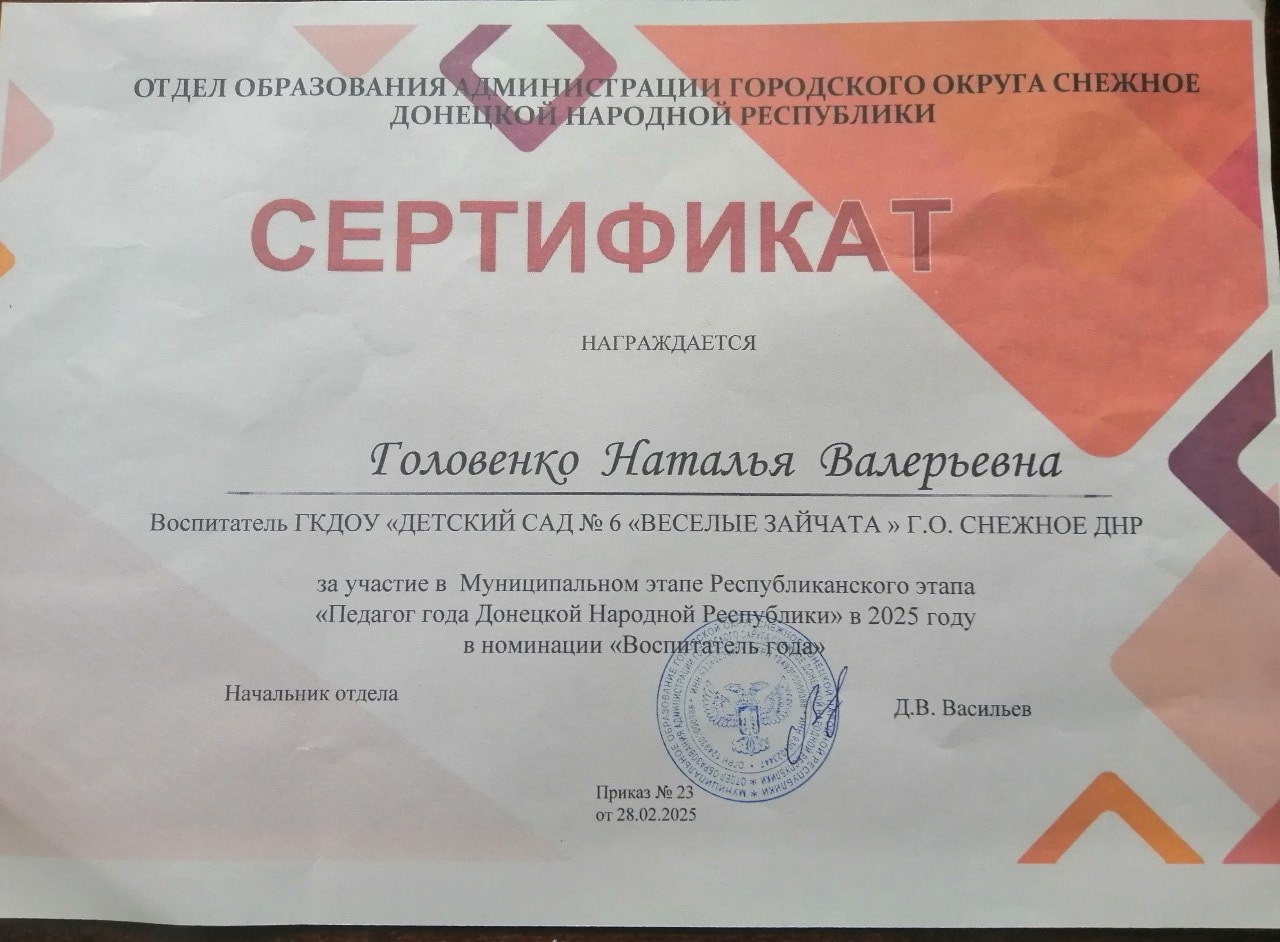 ОТДЕЛ ОБРАЗОВАНИЯ АДМИНИСТРАЦИИ ГОРОДСКОГО ОКРУГА СНЕЖНОЕ
ДОНЕЦКОЙ НАРОДНОЙ РЕСПУБЛИКИ
СЕРТИФИКАТ
НАГРАЖДАЕТСЯ
Головенко Наталья Валерьевна
Воспитатель ГКДОУ «ДЕТСКИЙ САД № 6 «ВЕСЕЛЫЕ ЗАЙЧАТА » Г.О. СНЕЖНОЕ ДНР
за участие в Муниципальном этапе Республиканского этапа
«Педагог года Донецкой Народной Республики» в 2025 году
в номинации «Воспитатель года»
Начальник отдела
Д.В. Васильев
Приказ № 23
от 28.02.2025